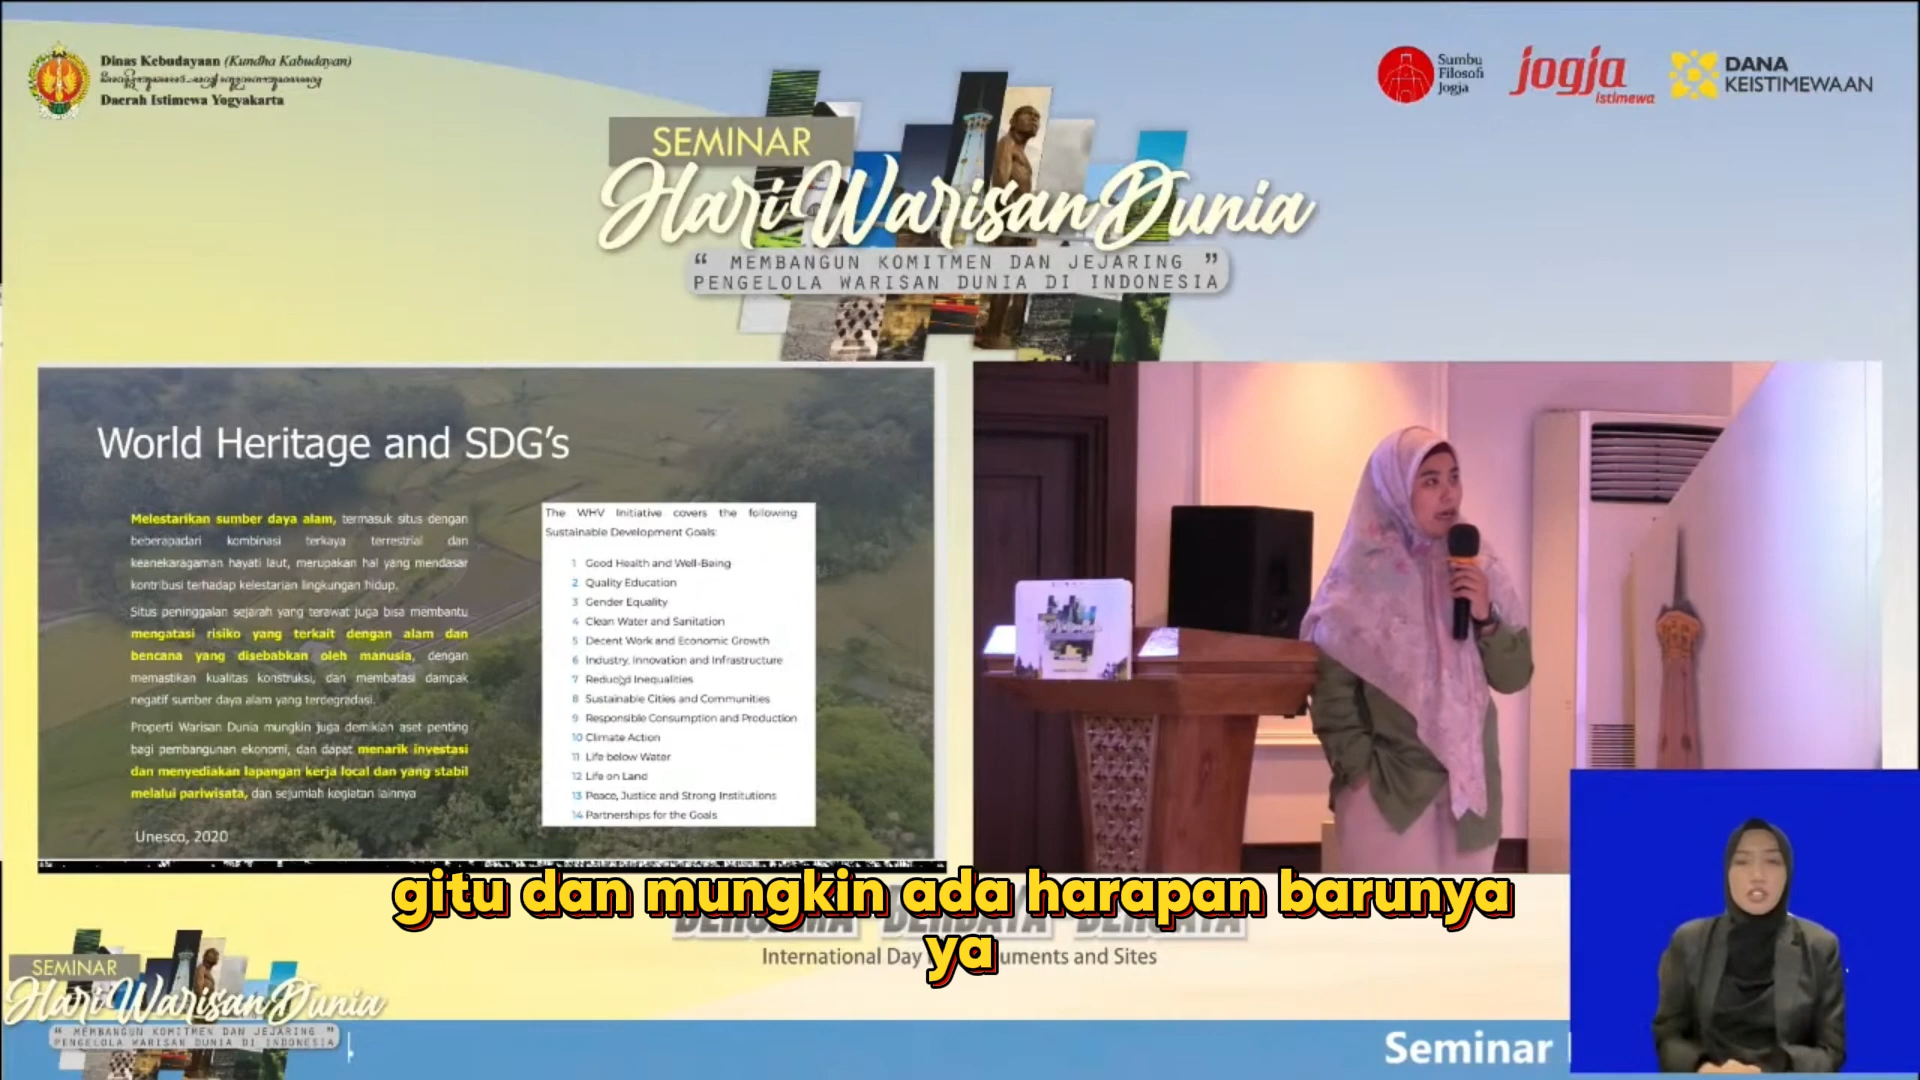 Dinas Kebudayaan (Kundha Kabudayan)
Daerah Istimewa Yogyakarta
Sumbu
Filosofi
Jogja
jogja
istimewa
DANA
KEISTIMEWAAN
SEMINAR
Hari Warisan Dunia
“ MEMBANGUN KOMITMEN DAN JEJARING ”
PENGELOLA WARISAN DUNIA DI INDONESIA
World Heritage and SDG's
Melestarikan sumber daya alam, termasuk situs dengan
beberapadari kombinasi terkaya terrestrial dan
keanekaragaman hayati laut, merupakan hal yang mendasar
kontribusi terhadap kelestarian lingkungan hidup.
Situs peninggalan sejarah yang terawat juga bisa membantu
mengatasi risiko yang terkait dengan alam dan
bencana yang disebabkan oleh manusia, dengan
memastikan kualitas konstruksi, dan membatasi dampak
negatif sumber daya alam yang terdegradasi.
Properti Warisan Dunia mungkin juga demikian aset penting
bagi pembangunan ekonomi, dan dapat menarik investasi
dan menyediakan lapangan kerja local dan yang stabil
melalui pariwisata, dan sejumlah kegiatan lainnya
Unesco, 2020
The WHV Initiative covers the following
Sustainable Development Goals:
1 Good Health and Well-Being
2 Quality Education
3 Gender Equality
4 Clean Water and Sanitation
5 Decent Work and Economic Growth
6 Industry, Innovation and Infrastructure
7 Reduced Inequalities
8 Sustainable Cities and Communities
9 Responsible Consumption and Production
10 Climate Action
11 Life below Water
12 Life on Land
13 Peace, Justice and Strong Institutions
14 Partnerships for the Goals
gitu dan mungkin ada harapan barunya
ya
International Day uments and Sites
SEMINAR
Hari Warisan Dunia
“ MEMBANGUN KOMITMEN DAN JEJARING ”
PENGELOLA WARISAN DUNIA DI INDONESIA
Seminar